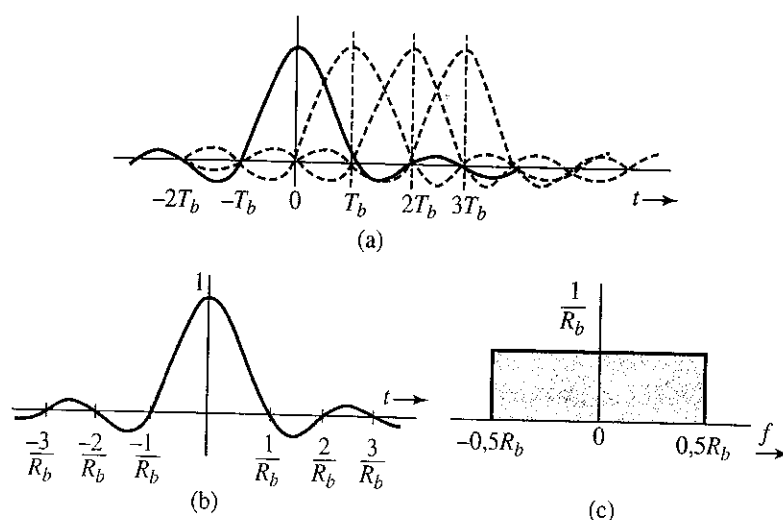 −2T_b −T_b 0 T_b 2T_b 3T_b t→
(a)
1
t→
−3/R_b −2/R_b −1/R_b 1/R_b 2/R_b 3/R_b
(b)
1/R_b
−0,5R_b 0 0,5R_b f→
(c)